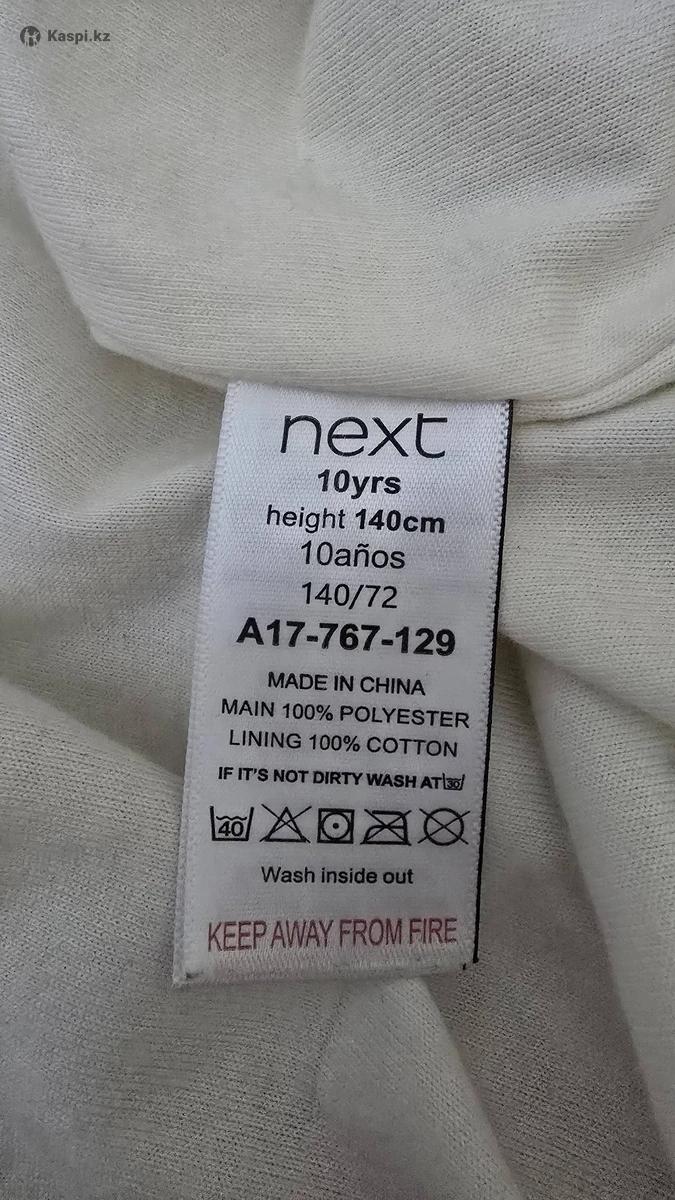 Kaspi.kz
next
10yrs
height 140cm
10años
140/72
A17-767-129
MADE IN CHINA
MAIN 100% POLYESTER
LINING 100% COTTON
IF IT'S NOT DIRTY WASH AT 30
40
Wash inside out
KEEP AWAY FROM FIRE